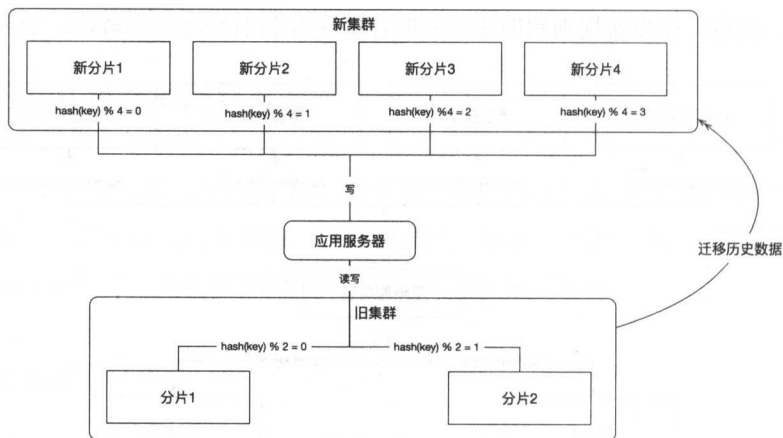 新集群
新分片1 新分片2 新分片3 新分片4
hash(key) % 4 = 0 hash(key) % 4 = 1 hash(key) %4 = 2 hash(key) % 4 = 3
写
应用服务器
迁移历史数据
读写
旧集群
hash(key) % 2 = 0 hash(key) % 2 = 1
分片1 分片2